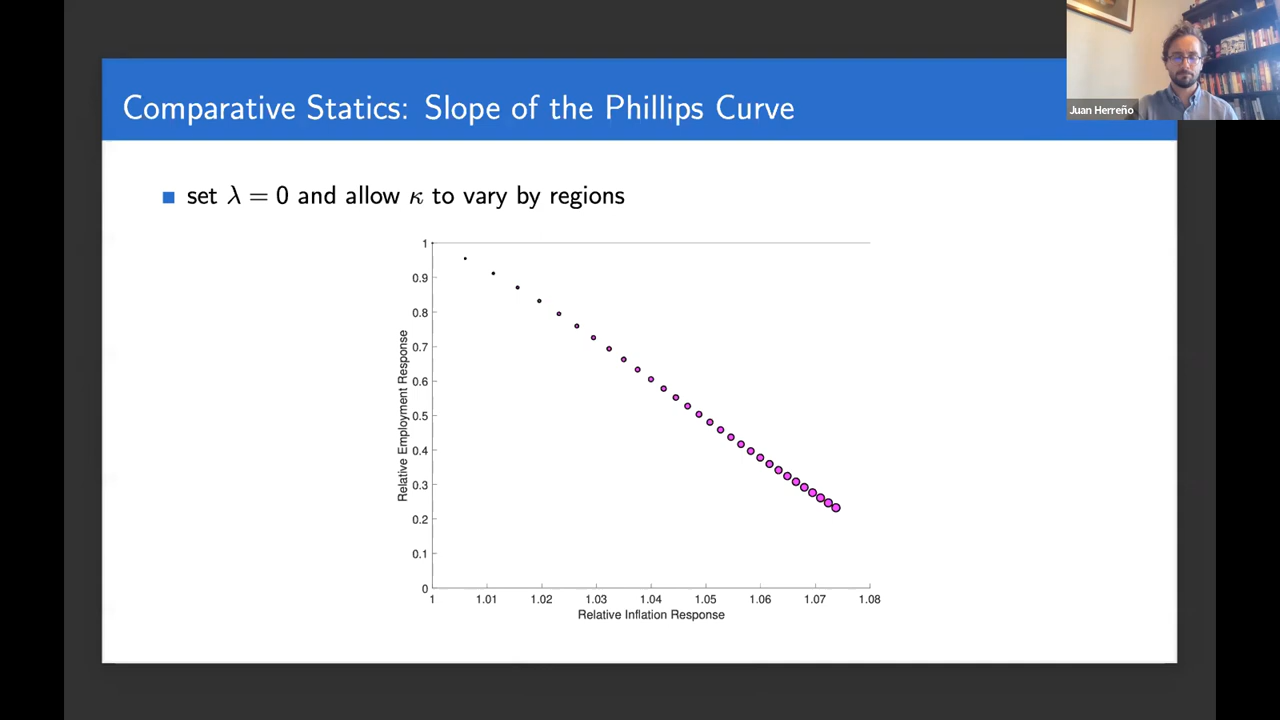 Comparative Statics: Slope of the Phillips Curve
Juan Herreño
set λ = 0 and allow κ to vary by regions
1
0.9
0.8
0.7
0.6
0.5
0.4
0.3
0.2
0.1
0
Relative Employment Response
1 1.01 1.02 1.03 1.04 1.05 1.06 1.07 1.08
Relative Inflation Response